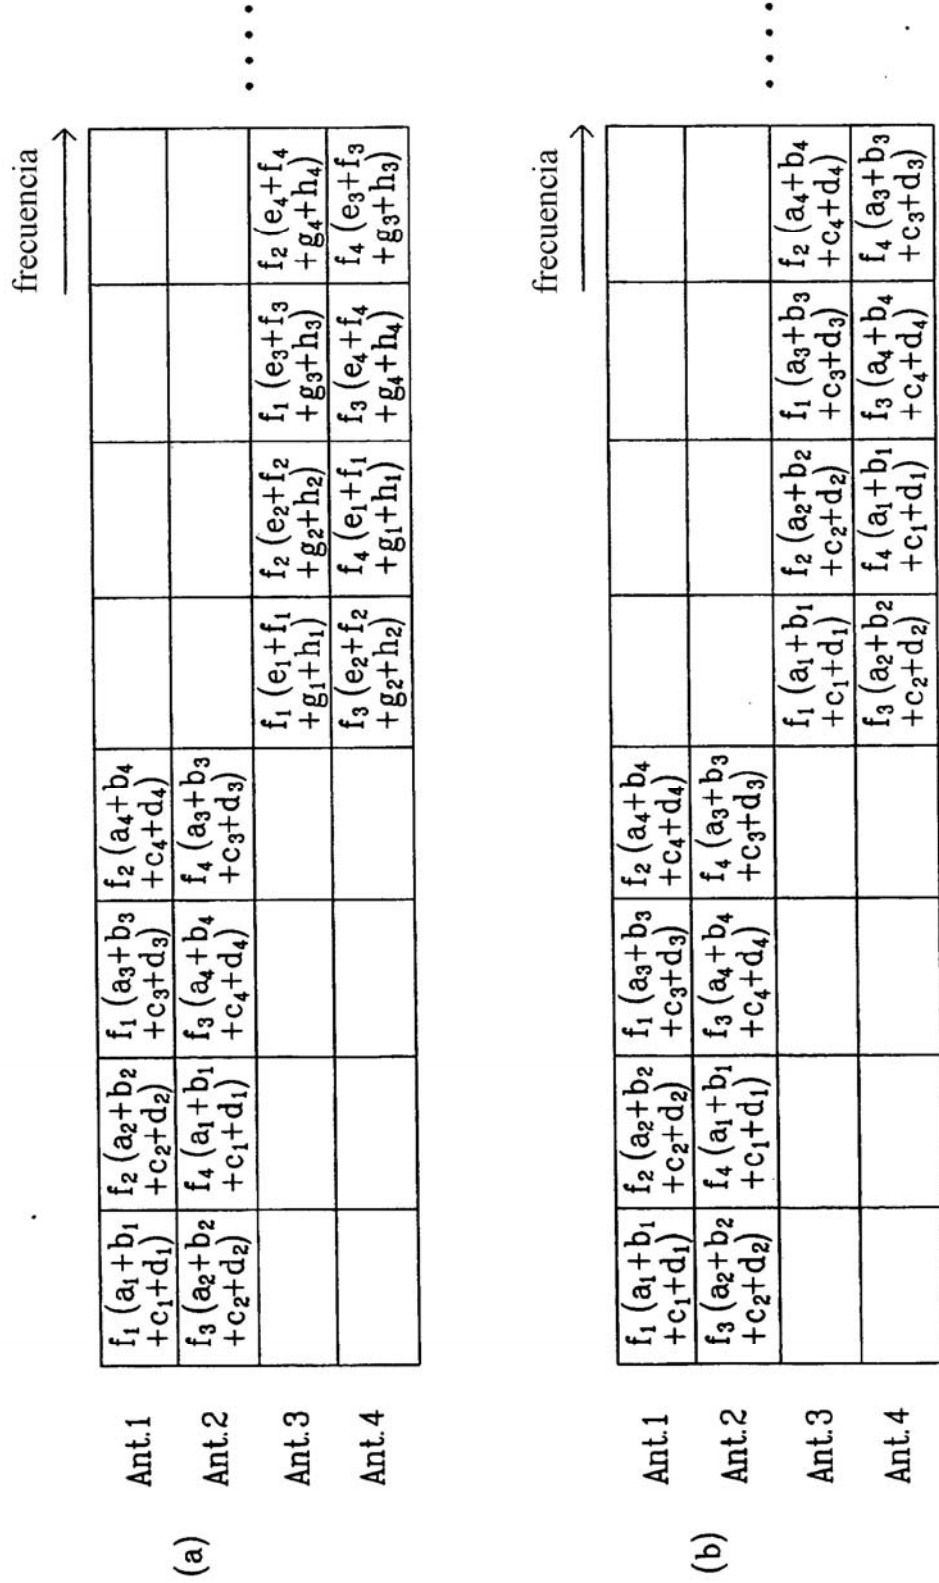 frecuencia
(a)
Ant.1
f1 (a1+b1
+c1+d1)
f2 (a2+b2
+c2+d2)
f1 (a3+b3
+c3+d3)
f2 (a4+b4
+c4+d4)
Ant.2
f3 (a2+b2
+c2+d2)
f4 (a1+b1
+c1+d1)
f3 (a4+b4
+c4+d4)
f4 (a3+b3
+c3+d3)
Ant.3
f1 (e1+f1
+g1+h1)
f2 (e2+f2
+g2+h2)
f1 (e3+f3
+g3+h3)
f2 (e4+f4
+g4+h4)
Ant.4
f3 (e2+f2
+g2+h2)
f4 (e1+f1
+g1+h1)
f3 (e4+f4
+g4+h4)
f4 (e3+f3
+g3+h3)
frecuencia
(b)
Ant.1
f1 (a1+b1
+c1+d1)
f2 (a2+b2
+c2+d2)
f1 (a3+b3
+c3+d3)
f2 (a4+b4
+c4+d4)
Ant.2
f3 (a2+b2
+c2+d2)
f4 (a1+b1
+c1+d1)
f3 (a4+b4
+c4+d4)
f4 (a3+b3
+c3+d3)
Ant.3
f1 (a1+b1
+c1+d1)
f2 (a2+b2
+c2+d2)
f1 (a3+b3
+c3+d3)
f2 (a4+b4
+c4+d4)
Ant.4
f3 (a2+b2
+c2+d2)
f4 (a1+b1
+c1+d1)
f3 (a4+b4
+c4+d4)
f4 (a3+b3
+c3+d3)